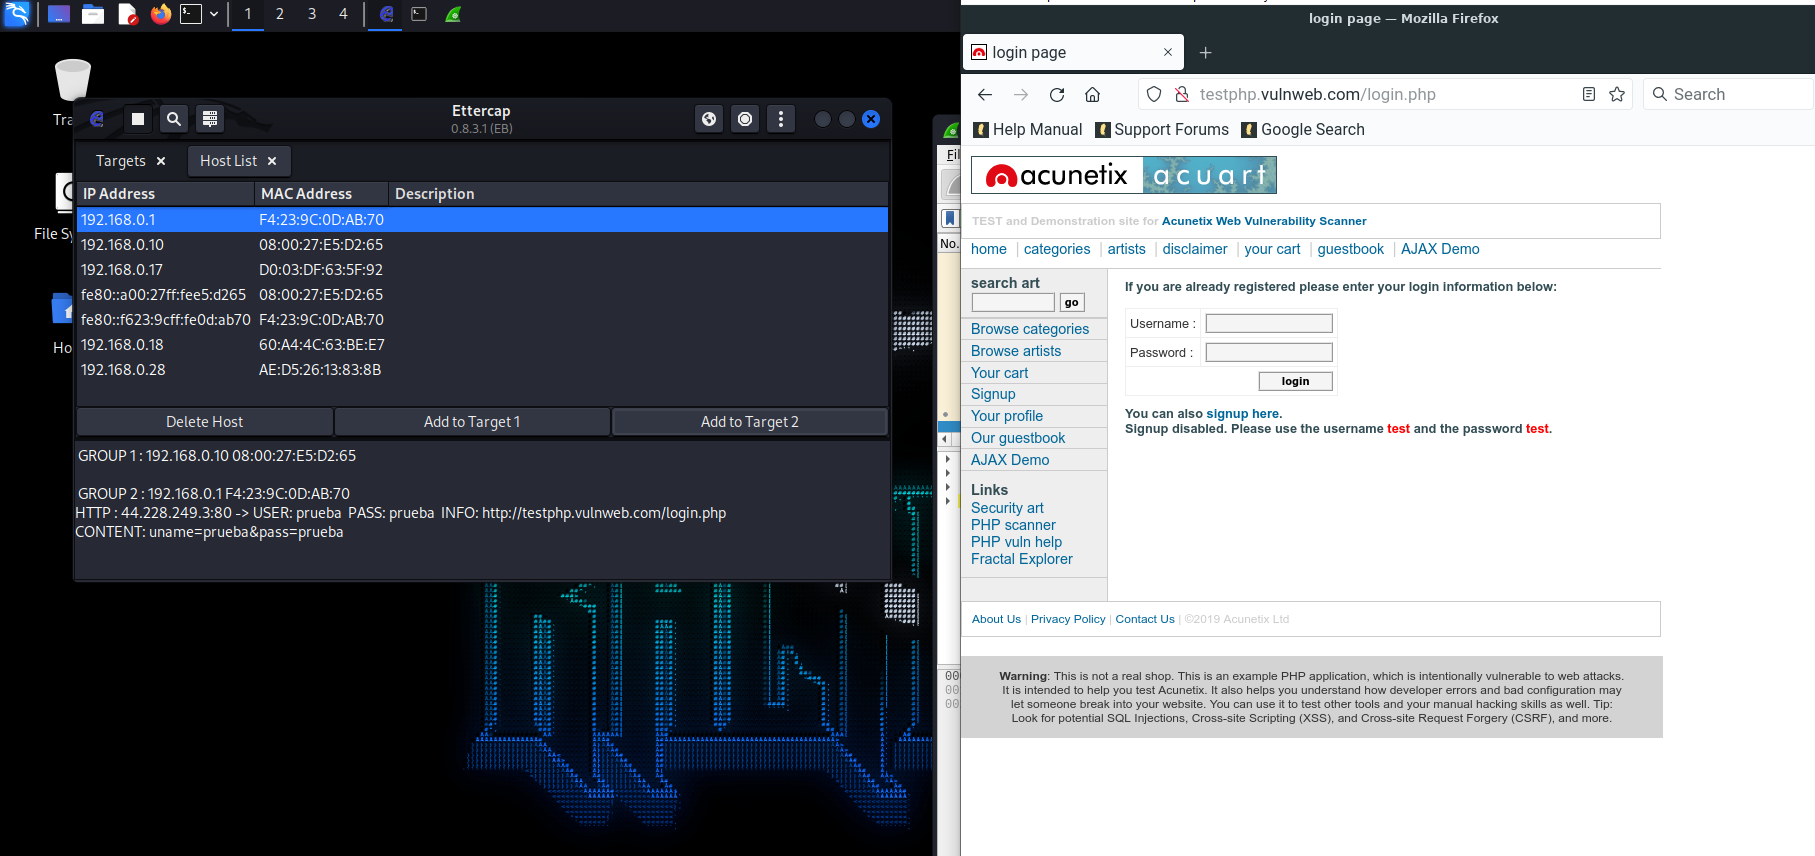 1 2 3 4
Tra
File Sy
Ho
Ettercap
0.8.3.1 (EB)
Targets × Host List ×
IP Address MAC Address Description
192.168.0.1 F4:23:9C:0D:AB:70
192.168.0.10 08:00:27:E5:D2:65
192.168.0.17 D0:03:DF:63:5F:92
fe80::a00:27ff:fee5:d265 08:00:27:E5:D2:65
fe80::f623:9cff:fe0d:ab70 F4:23:9C:0D:AB:70
192.168.0.18 60:A4:4C:63:BE:E7
192.168.0.28 AE:D5:26:13:83:8B
Delete Host Add to Target 1 Add to Target 2
GROUP 1 : 192.168.0.10 08:00:27:E5:D2:65
GROUP 2 : 192.168.0.1 F4:23:9C:0D:AB:70
HTTP : 44.228.249.3:80 -> USER: prueba PASS: prueba INFO: http://testphp.vulnweb.com/login.php
CONTENT: uname=prueba&pass=prueba
Fil
No.
00
00
00
login page — Mozilla Firefox
login page × +
testphp.vulnweb.com/login.php
Search
Help Manual Support Forums Google Search
acunetix acuart
TEST and Demonstration site for Acunetix Web Vulnerability Scanner
home | categories | artists | disclaimer | your cart | guestbook | AJAX Demo
search art
go
Browse categories
Browse artists
Your cart
Signup
Your profile
Our guestbook
AJAX Demo
Links
Security art
PHP scanner
PHP vuln help
Fractal Explorer
If you are already registered please enter your login information below:
Username :
Password :
login
You can also signup here.
Signup disabled. Please use the username test and the password test.
About Us | Privacy Policy | Contact Us | ©2019 Acunetix Ltd
Warning: This is not a real shop. This is an example PHP application, which is intentionally vulnerable to web attacks.
It is intended to help you test Acunetix. It also helps you understand how developer errors and bad configuration may
let someone break into your website. You can use it to test other tools and your manual hacking skills as well. Tip:
Look for potential SQL Injections, Cross-site Scripting (XSS), and Cross-site Request Forgery (CSRF), and more.